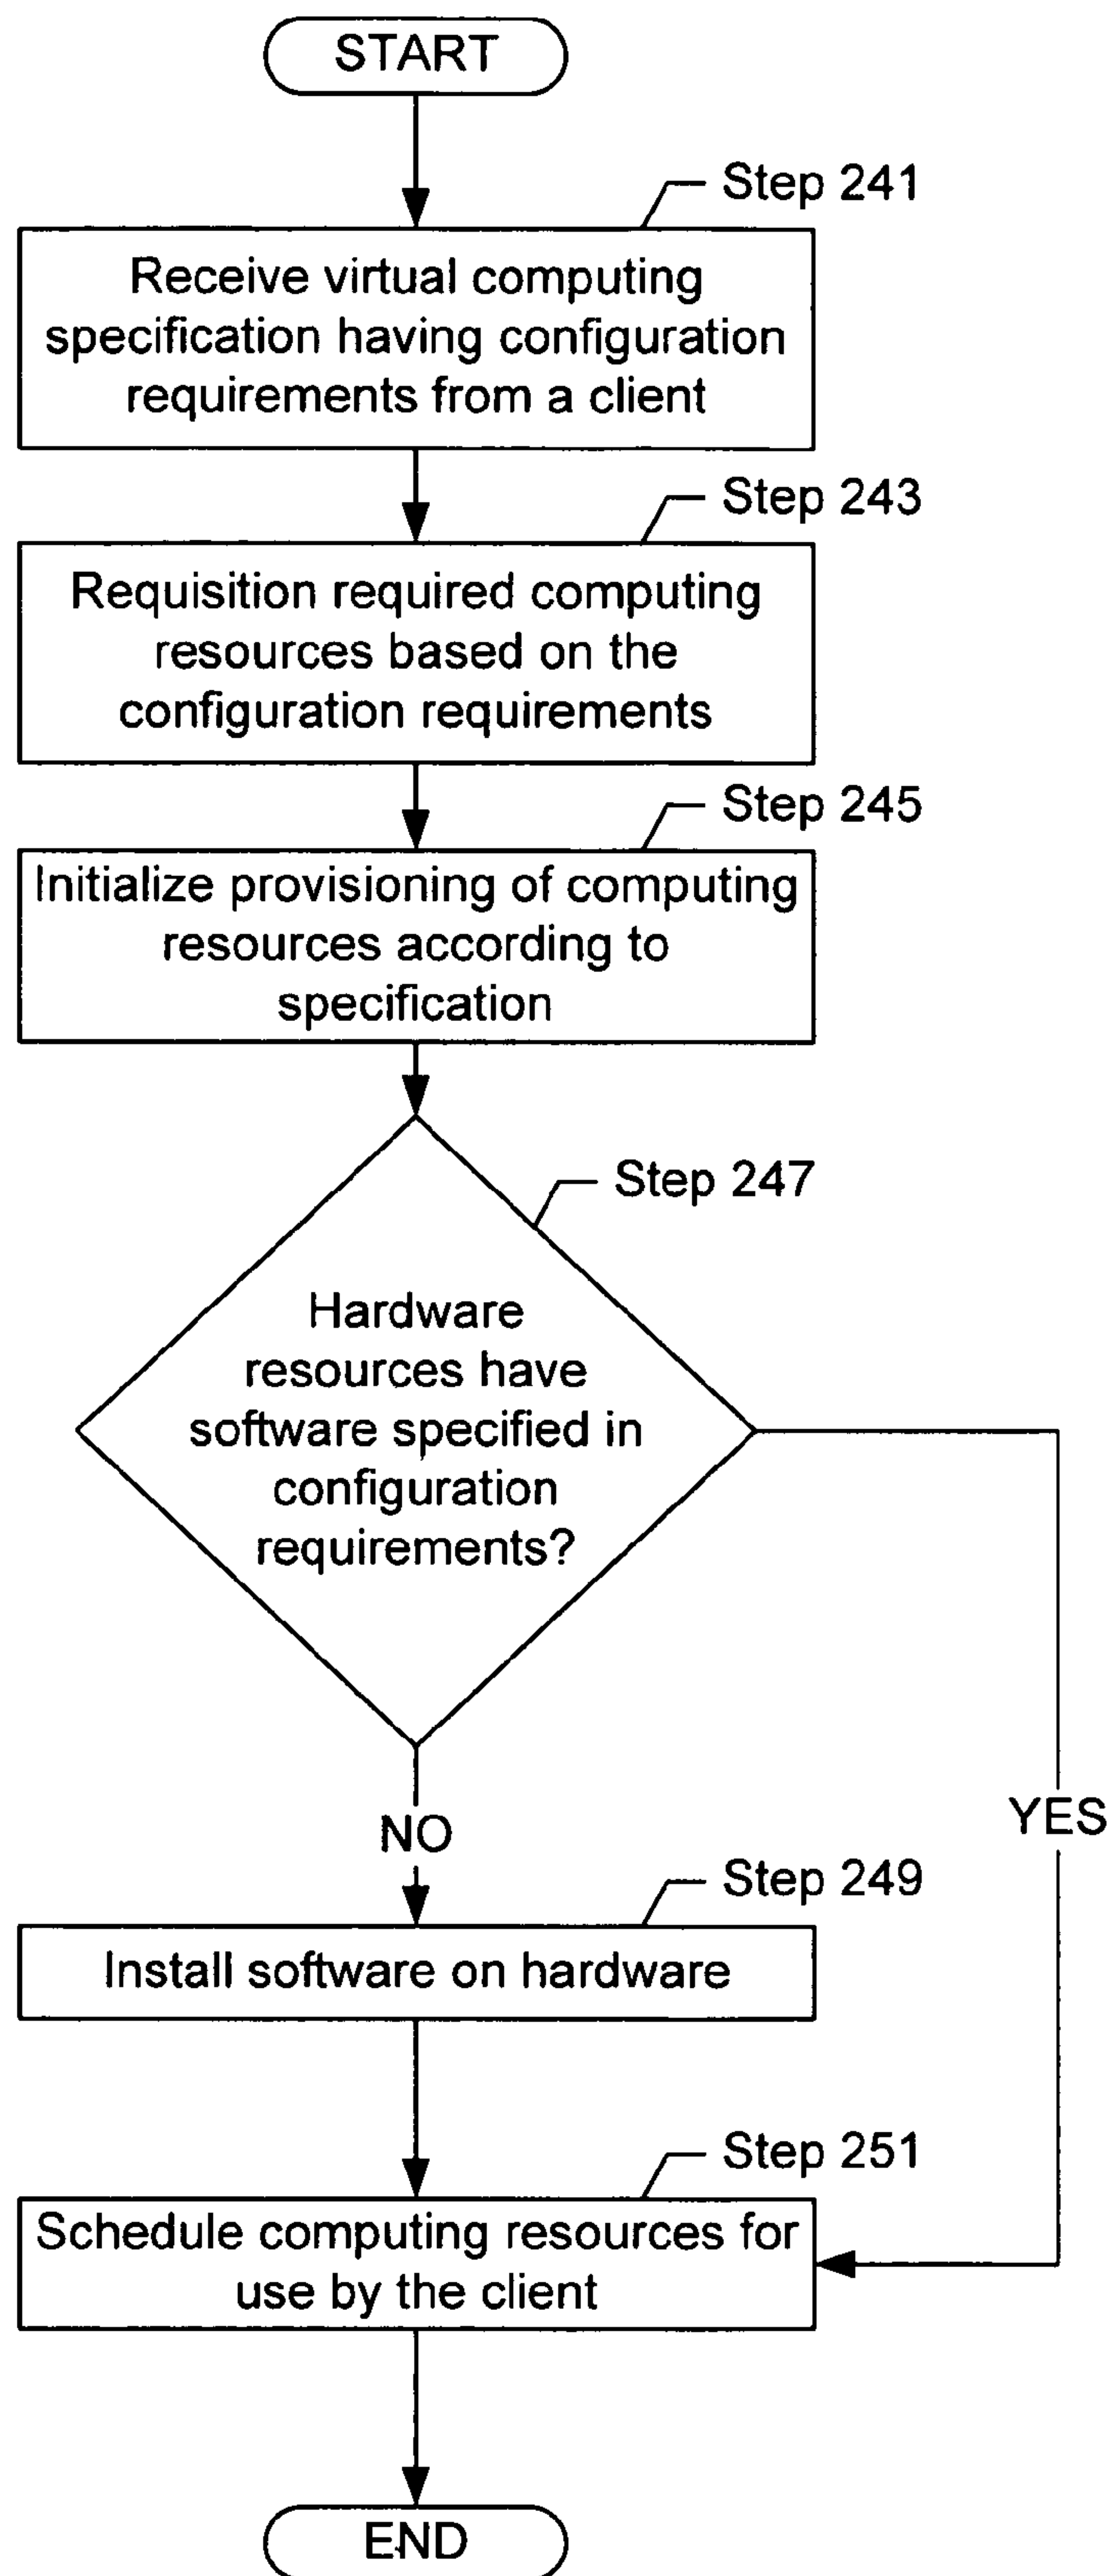 START
Step 241
Receive virtual computing
specification having configuration
requirements from a client
Step 243
Requisition required computing
resources based on the
configuration requirements
Step 245
Initialize provisioning of computing
resources according to
specification
Step 247
Hardware
resources have
software specified in
configuration
requirements?
YES
NO
Step 249
Install software on hardware
Step 251
Schedule computing resources for
use by the client
END